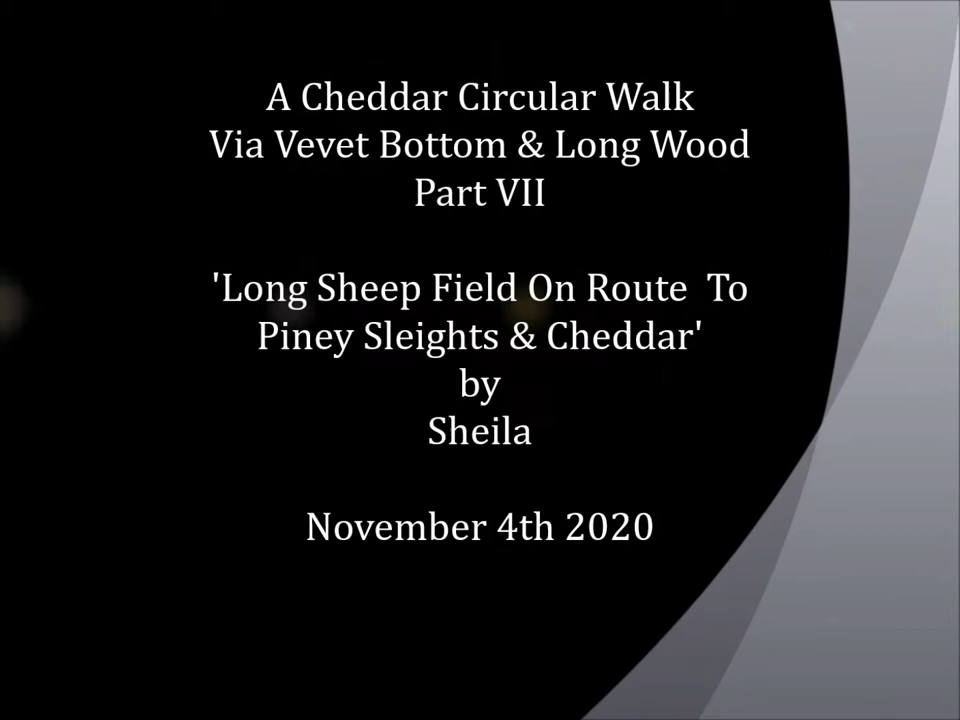 A Cheddar Circular Walk
Via Vevet Bottom & Long Wood
Part VII
'Long Sheep Field On Route  To
Piney Sleights & Cheddar'
by
Sheila
November 4th 2020